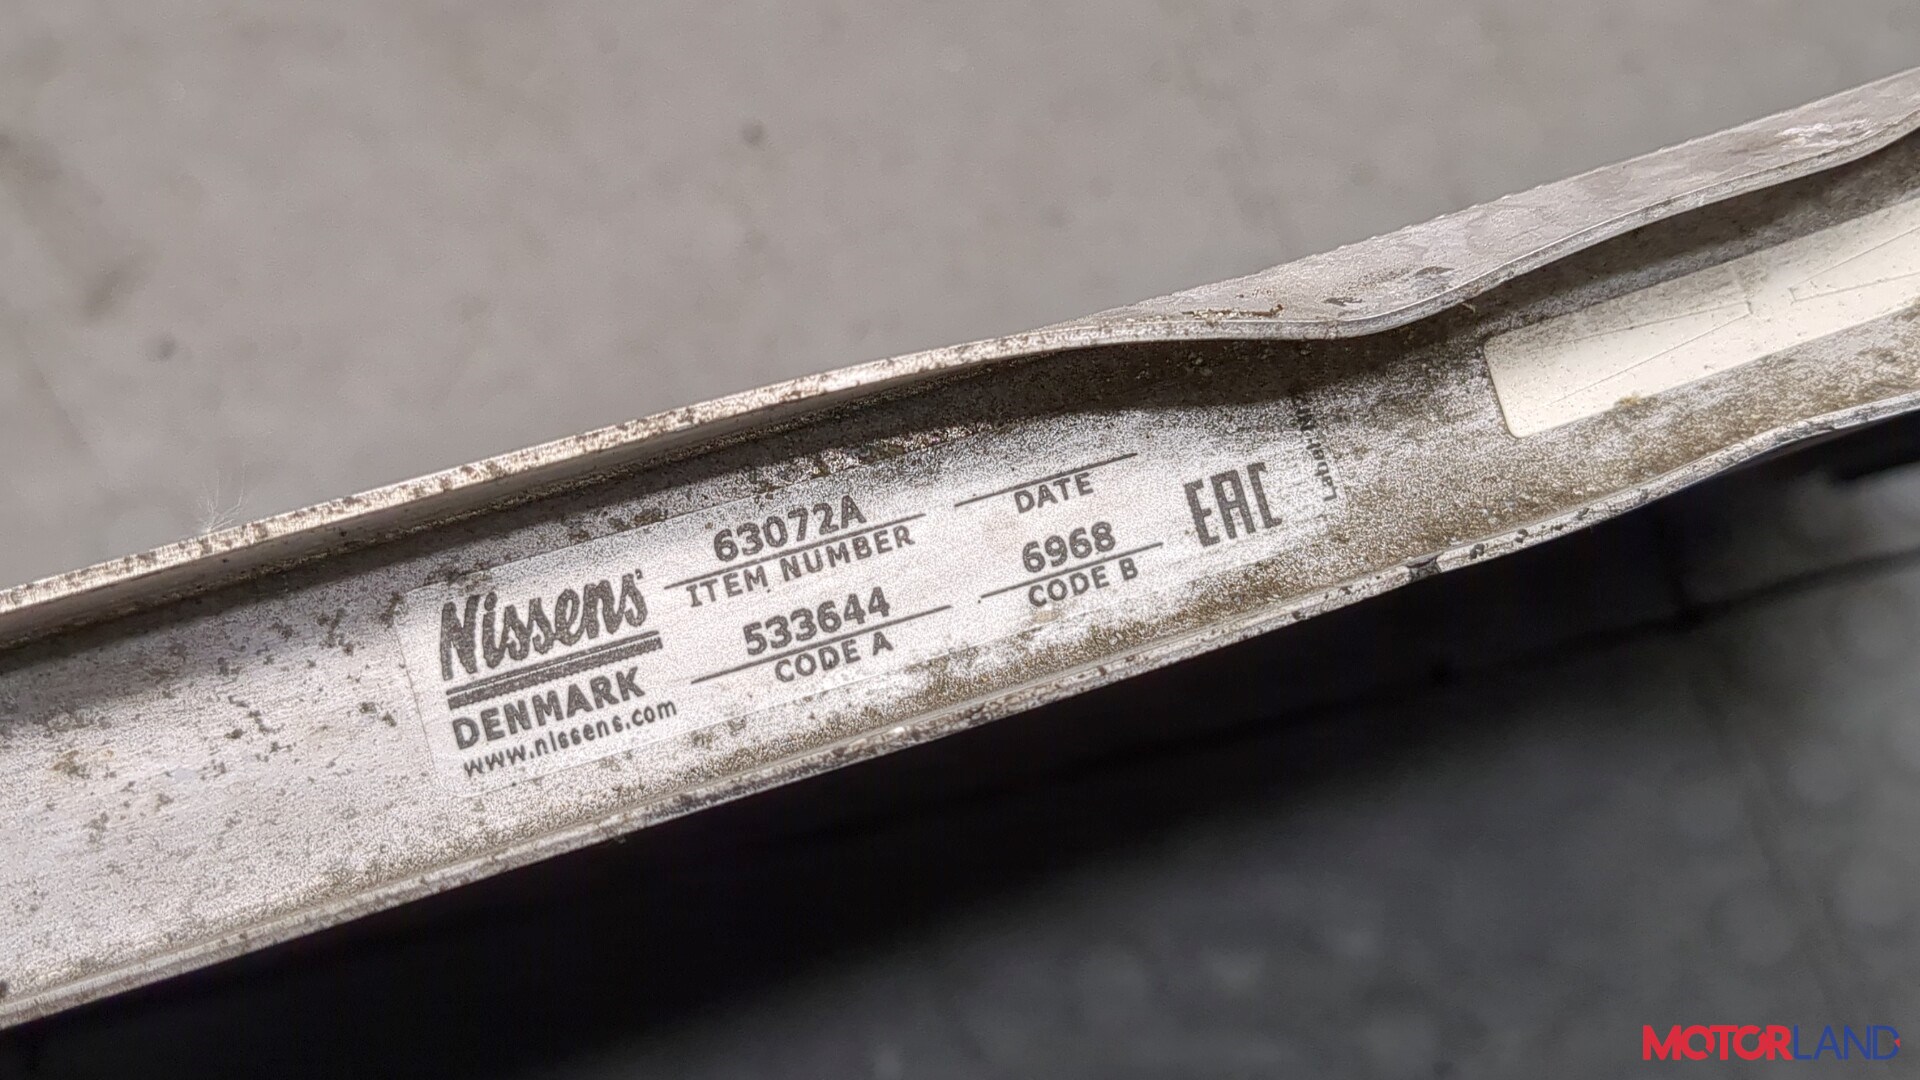 Nissens
DENMARK
www.nissens.com
63072A
ITEM NUMBER
533644
CODE A
DATE
6968
CODE B
EAC
MOTORLAND